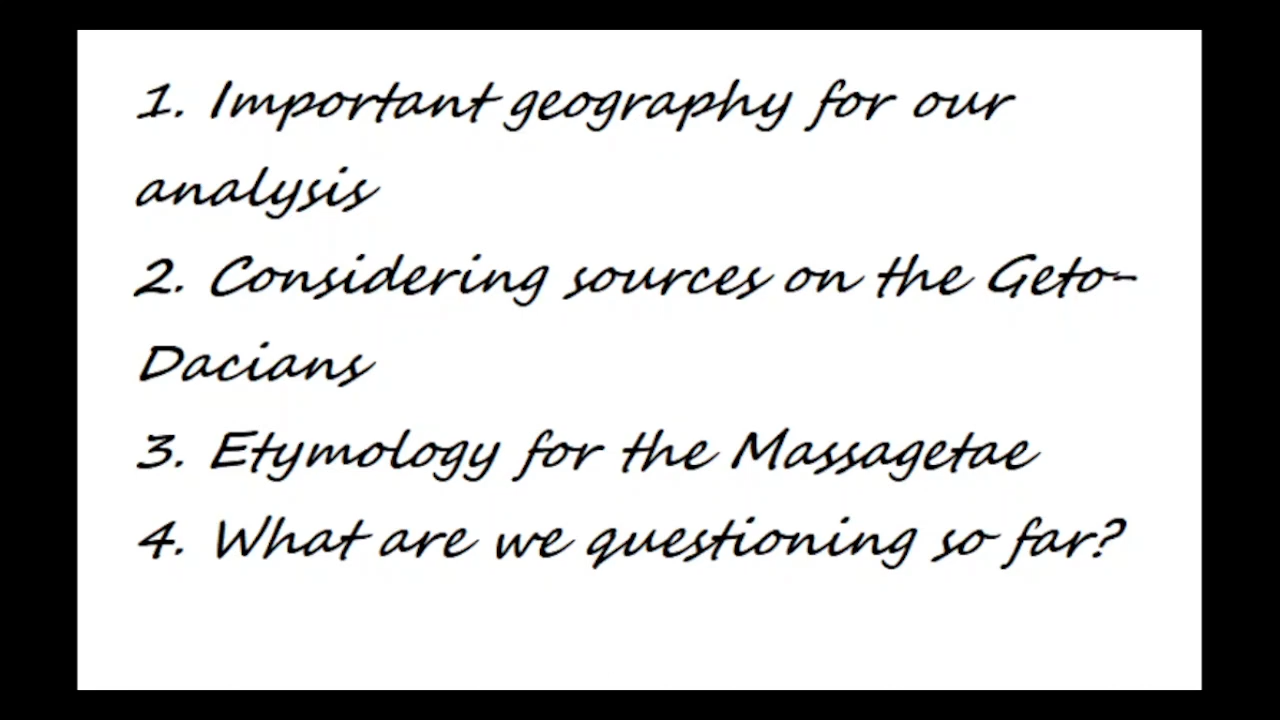 1. Important geography for our
analysis
2. Considering sources on the Geto-
Dacians
3. Etymology for the Massagetae
4. What are we questioning so far?